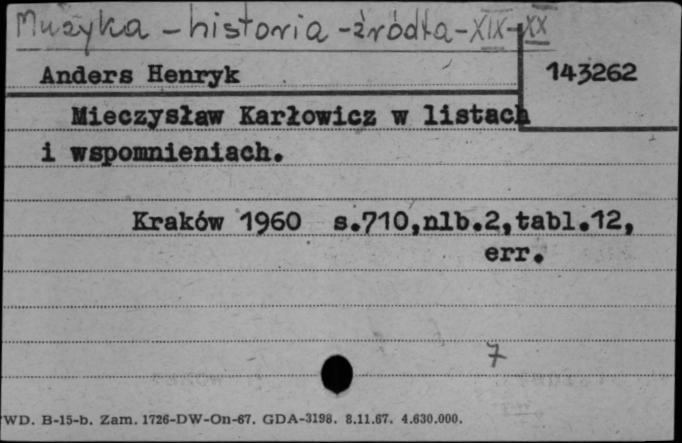 Muzyka - historia - źródła - XIX-XX
Anders Henryk
143262
Mieczysław Karłowicz w listach
i wspomnieniach.
Kraków 1960 s.710,nlb.2,tabl.12,
err.
7
WD. B-15-b. Zam. 1726-DW-On-67. GDA-3198. 8.11.67. 4.630.000.